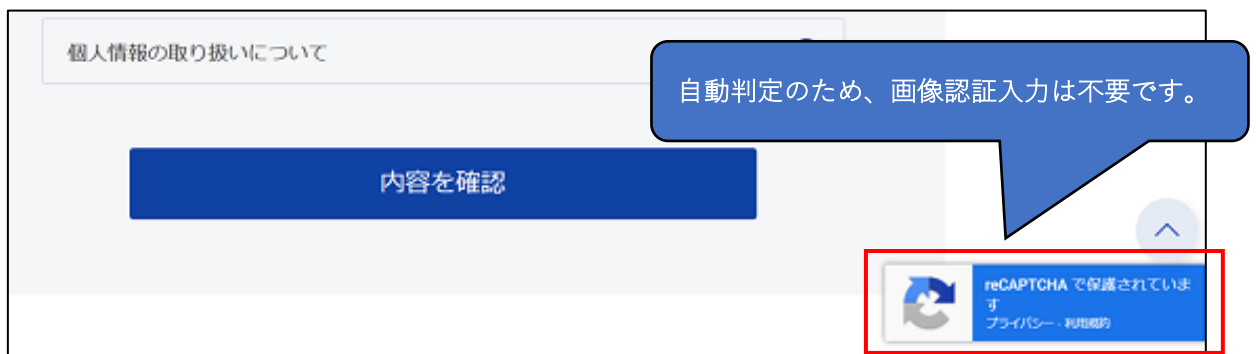 個人情報の取り扱いについて
自動判定のため、画像認証入力は不要です。
内容を確認
reCAPTCHA で保護されていま
す
プライバシー - 利用規約